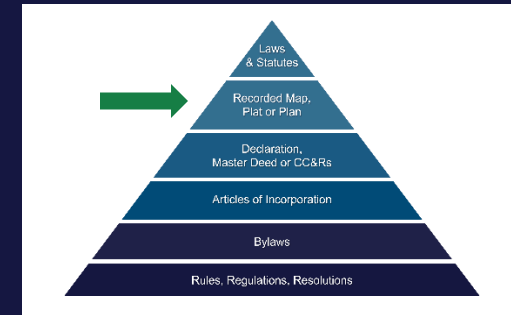 Laws
& Statutes
Recorded Map,
Plat or Plan
Declaration,
Master Deed or CC&Rs
Articles of Incorporation
Bylaws
Rules, Regulations, Resolutions